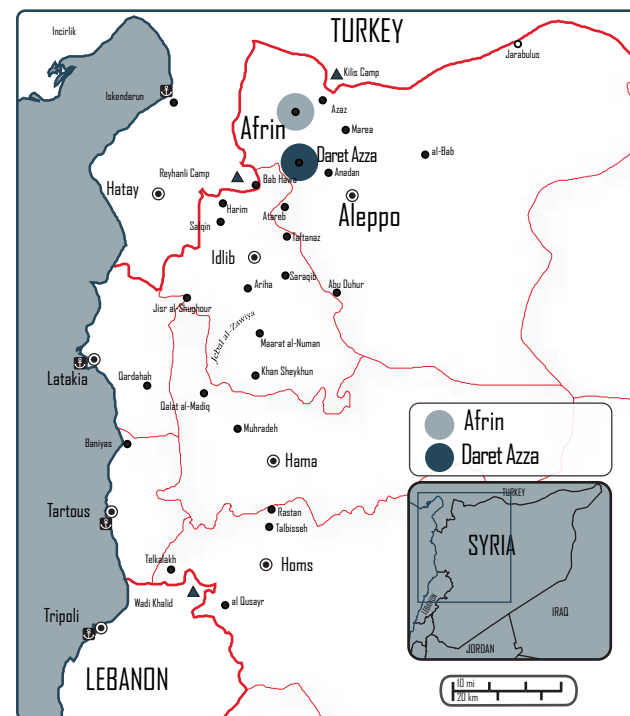 Incirlik
TURKEY
Jarabulus
Kilis Camp
Iskenderun
Azaz
Afrin
Marea
Daret Azza
al-Bab
Reyhanli Camp
Anadan
Bab Hawa
Hatay
Harim
Atareb
Aleppo
Salqin
Taftanaz
Idlib
Saraqib
Ariha
Abu Duhur
Jisr al-Shughour
Jebal al-Zawiya
Maarat al-Numan
Latakia
Khan Sheykhun
Qardahah
Qalat al-Madiq
Afrin
Muhradeh
Baniyas
Daret Azza
Hama
TURKEY
Tartous
Rastan
Talbisseh
SYRIA
Telkalakh
Homs
Wadi Khalid
al Qusayr
LEBANON
IRAQ
Tripoli
JORDAN
LEBANON
10 mi
20 km